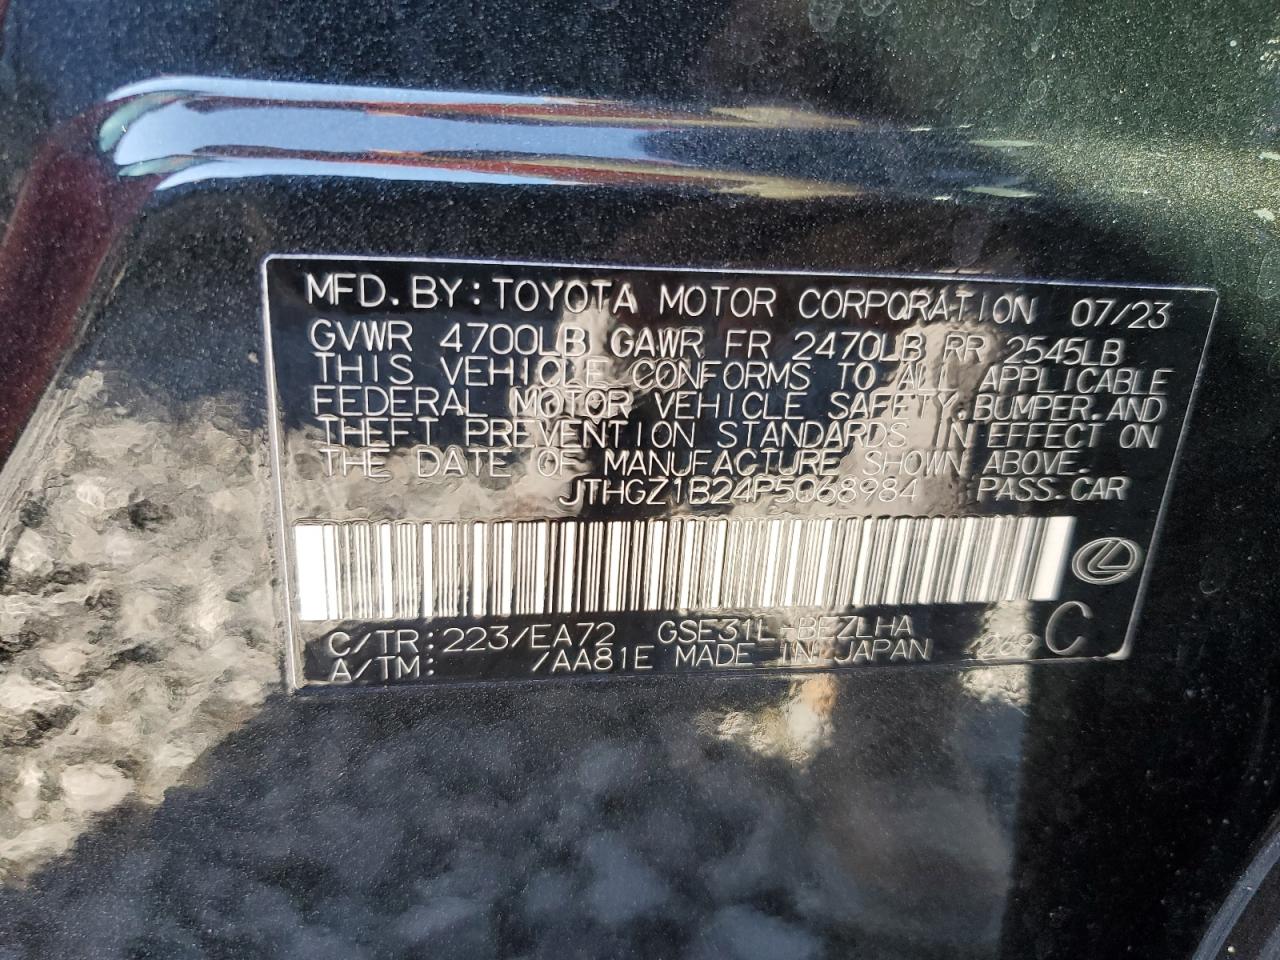 MFD.BY:TOYOTA MOTOR CORPORATION 07/23
GVWR 4700LB GAWR FR 2470LB RR 2545LB
THIS VEHICLE CONFORMS TO ALL APPLICABLE
FEDERAL MOTOR VEHICLE SAFETY,BUMPER,AND
THEFT PREVENTION STANDARDS IN EFFECT ON
THE DATE OF MANUFACTURE SHOWN ABOVE.
JTHGZ1B24P5068984 PASS.CAR
C/TR:223/EA72 GSE31L-BEZLHA
A/TM: /AA81E MADE IN JAPAN C